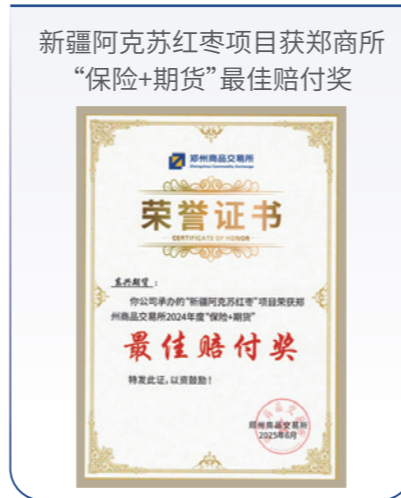 新疆阿克苏红枣项目获郑商所
“保险+期货”最佳赔付奖
郑州商品交易所
Zhengzhou Commodity Exchange
荣誉证书
CERTIFICATE OF HONOR
东兴期货：
你公司承办的“新疆阿克苏红枣”项目荣获郑
州商品交易所2024年度“保险+期货”
最佳赔付奖
特发此证，以资鼓励！
郑州商品交易所
2025年6月